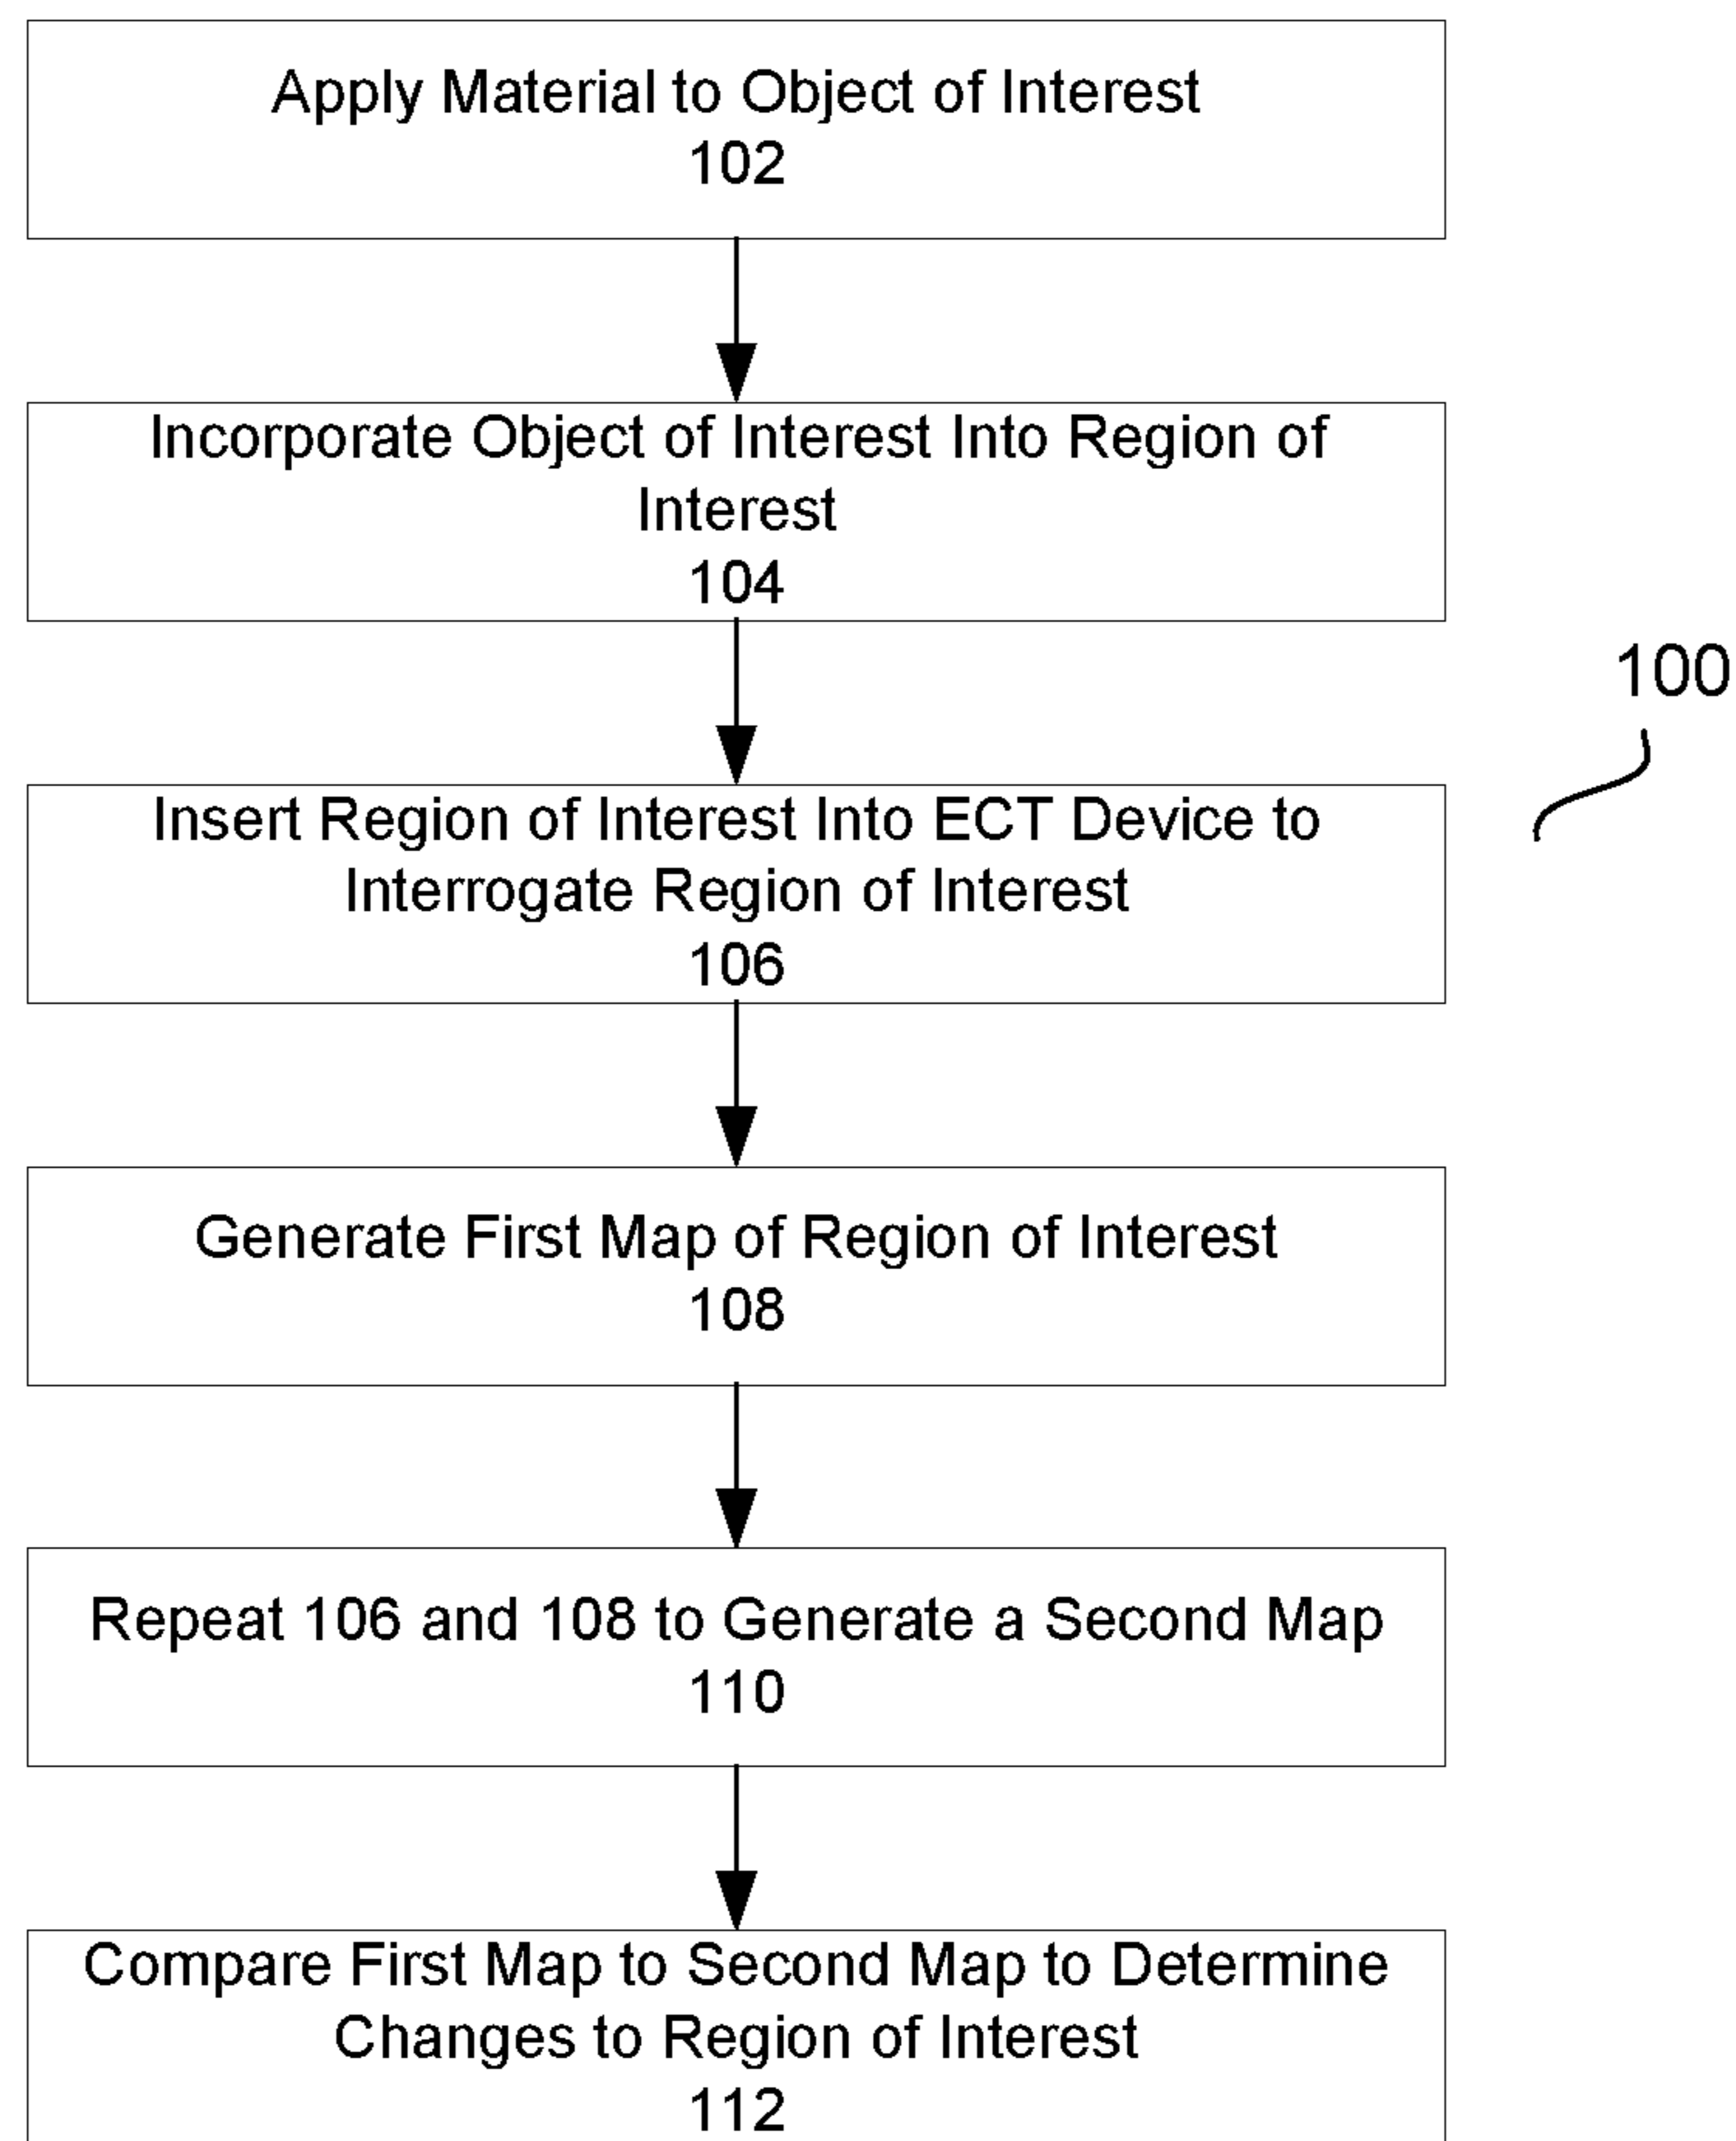 Apply Material to Object of Interest
102
Incorporate Object of Interest Into Region of
Interest
104
100
Insert Region of Interest Into ECT Device to
Interrogate Region of Interest
106
Generate First Map of Region of Interest
108
Repeat 106 and 108 to Generate a Second Map
110
Compare First Map to Second Map to Determine
Changes to Region of Interest
112